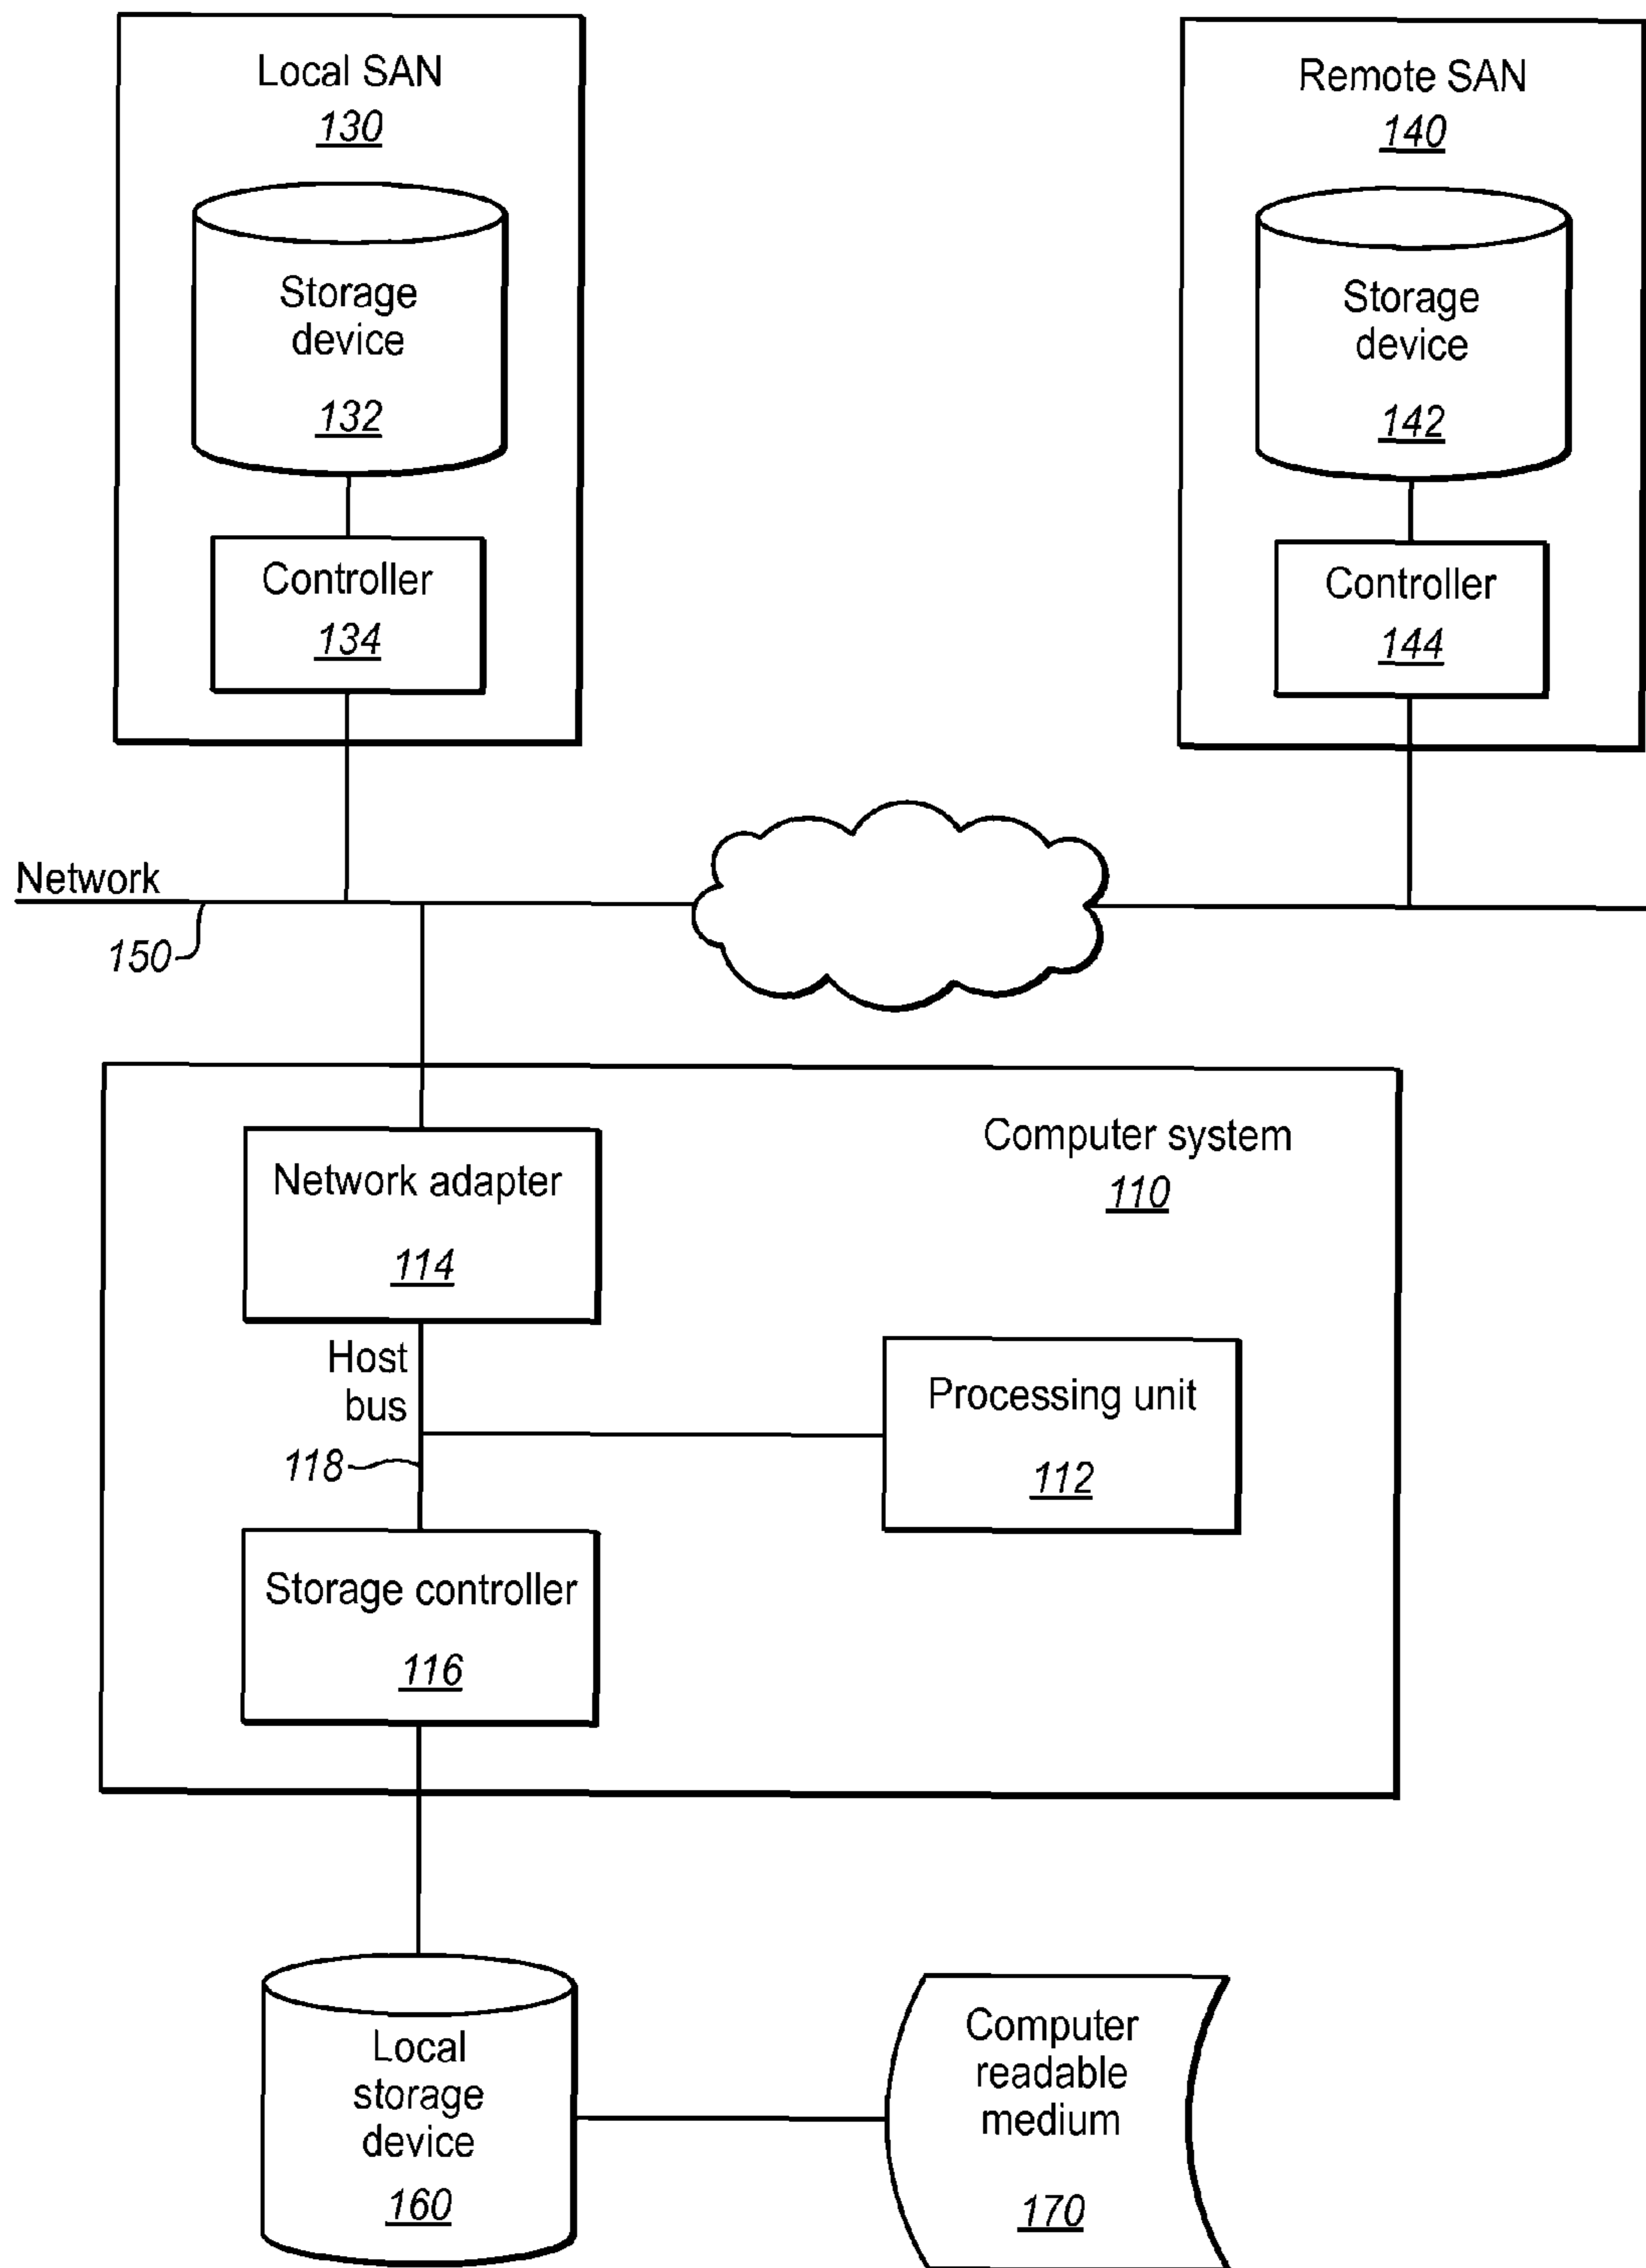 Local SAN
130
Storage
device
132
Controller
134
Remote SAN
140
Storage
device
142
Controller
144
Network
150
Computer system
110
Network adapter
114
Host
bus
118
Processing unit
112
Storage controller
116
Local
storage
device
160
Computer
readable
medium
170